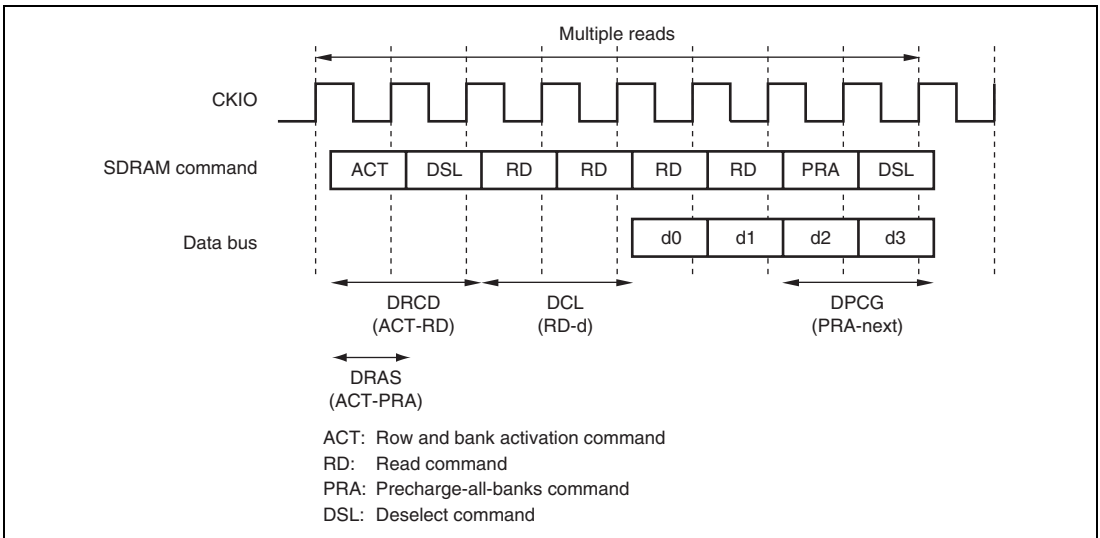 Multiple reads
CKIO
SDRAM command
ACT DSL RD RD RD RD PRA DSL
Data bus
d0 d1 d2 d3
DRCD
(ACT-RD)
DCL
(RD-d)
DPCG
(PRA-next)
DRAS
(ACT-PRA)
ACT: Row and bank activation command
RD: Read command
PRA: Precharge-all-banks command
DSL: Deselect command